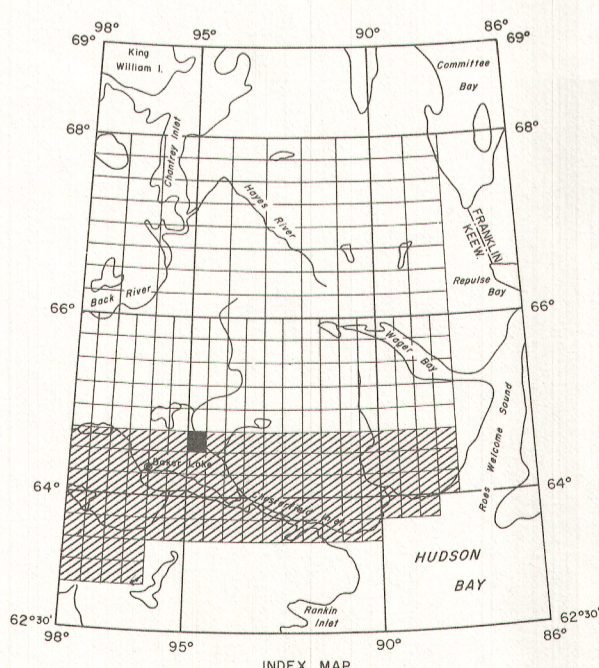 98° 95° 90° 86°
69° 69°
King
William I.
Committee
Bay
68° 68°
Chantrey Inlet
Hayes River
FRANKLIN
KEEW.
Repulse
Bay
Back River
66° 66°
Wager Bay
Roes Welcome Sound
Baker Lake
64° 64°
Chesterfield Inlet
HUDSON
BAY
Rankin
Inlet
62°30' 62°30'
98° 95° 90° 86°
INDEX MAP